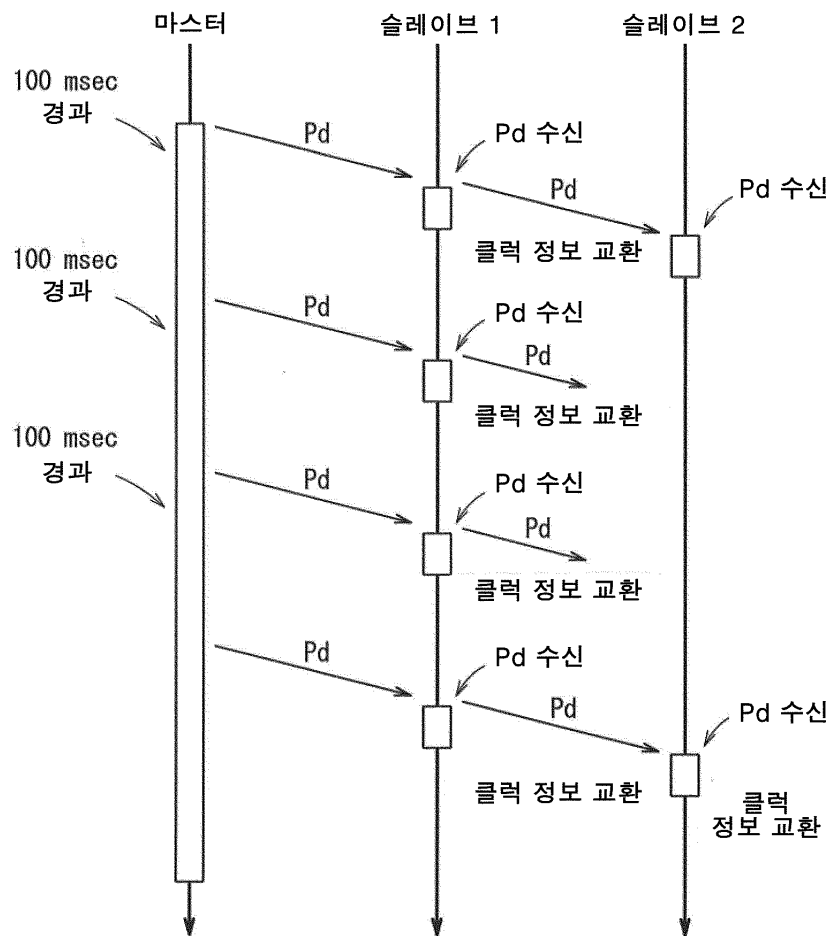 마스터
슬레이브 1
슬레이브 2
100 msec
경과
Pd
Pd 수신
Pd
Pd 수신
클럭 정보 교환
100 msec
경과
Pd
Pd 수신
Pd
클럭 정보 교환
100 msec
경과
Pd
Pd 수신
Pd
클럭 정보 교환
Pd
Pd 수신
Pd
Pd 수신
클럭 정보 교환
클럭
정보 교환